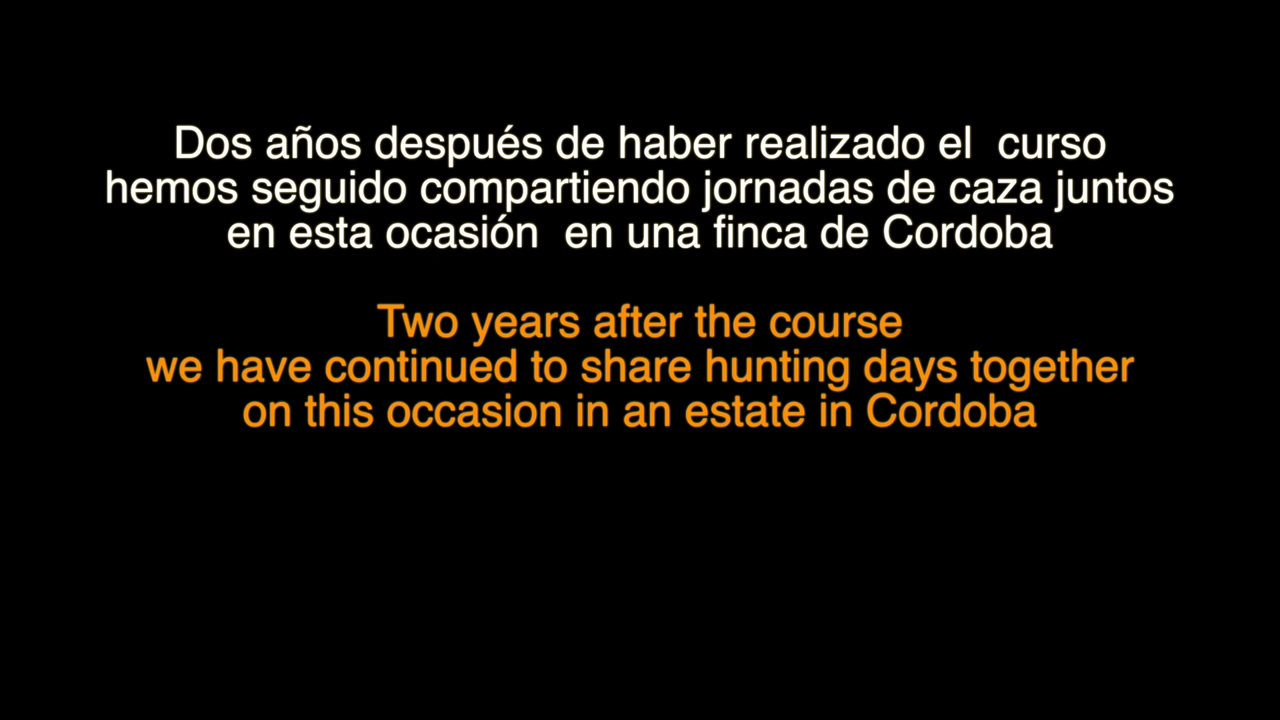 Dos años después de haber realizado el  curso
hemos seguido compartiendo jornadas de caza juntos
en esta ocasión  en una finca de Cordoba
Two years after the course
we have continued to share hunting days together
on this occasion in an estate in Cordoba